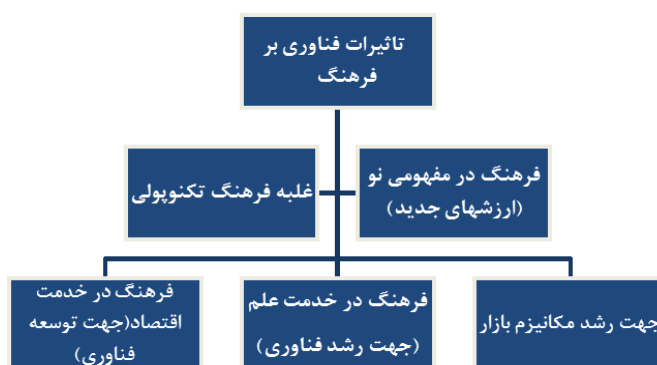 تاثیرات فناوری بر
فرهنگ
فرهنگ در مفهومی نو
(ارزشهای جدید)
غلبه فرهنگ تکنوپولی
جهت رشد مکانیزم بازار
فرهنگ در خدمت علم
(جهت رشد فناوری)
فرهنگ در خدمت
اقتصاد(جهت توسعه
فناوری)